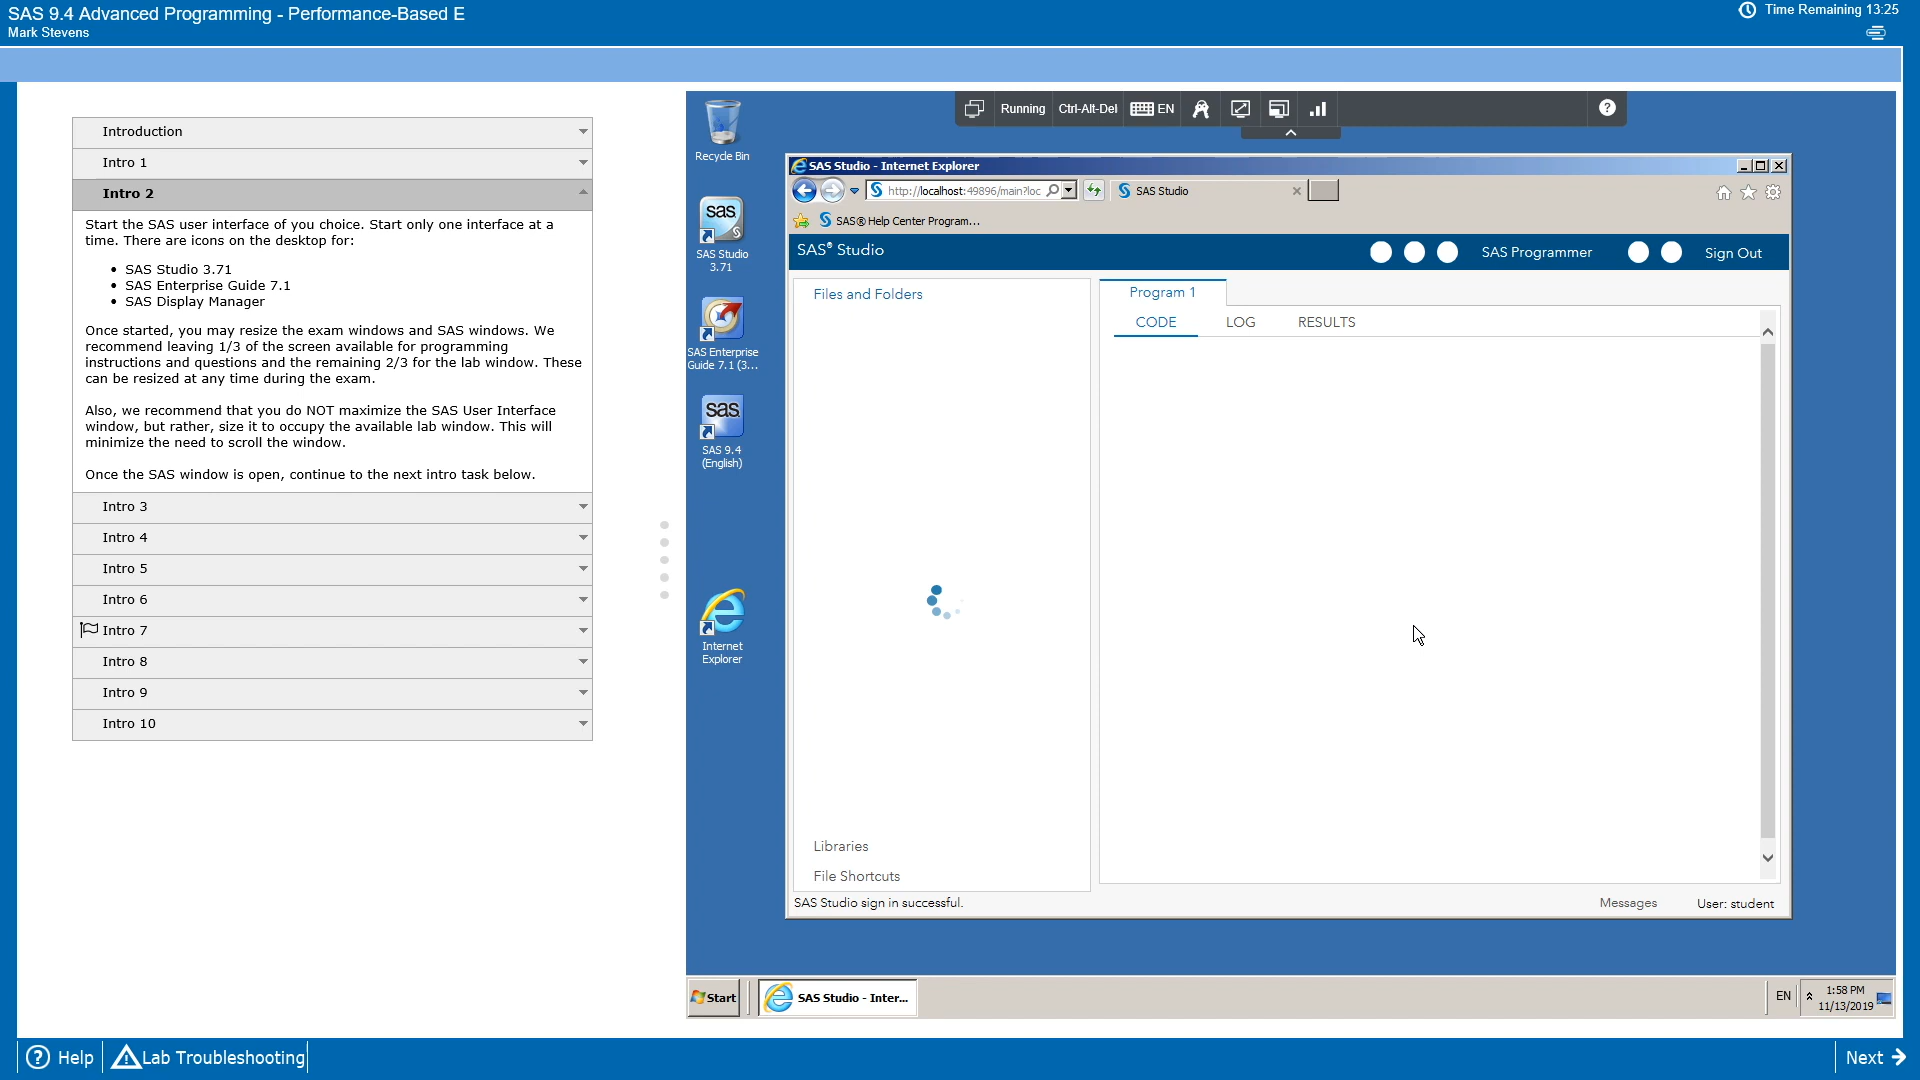 SAS 9.4 Advanced Programming - Performance-Based E
Mark Stevens
Time Remaining 13:25
Introduction
Intro 1
Intro 2
Start the SAS user interface of you choice. Start only one interface at a
time. There are icons on the desktop for:
• SAS Studio 3.71
• SAS Enterprise Guide 7.1
• SAS Display Manager
Once started, you may resize the exam windows and SAS windows. We
recommend leaving 1/3 of the screen available for programming
instructions and questions and the remaining 2/3 for the lab window. These
can be resized at any time during the exam.
Also, we recommend that you do NOT maximize the SAS User Interface
window, but rather, size it to occupy the available lab window. This will
minimize the need to scroll the window.
Once the SAS window is open, continue to the next intro task below.
Intro 3
Intro 4
Intro 5
Intro 6
Intro 7
Intro 8
Intro 9
Intro 10
Recycle Bin
sas
SAS Studio
3.71
SAS Enterprise
Guide 7.1 (3...
sas
SAS 9.4
(English)
Internet
Explorer
Running
Ctrl-Alt-Del
EN
?
SAS Studio - Internet Explorer
http://localhost:49896/main?loc
SAS Studio
SAS® Help Center Program...
SAS® Studio
SAS Programmer
Sign Out
Files and Folders
Program 1
CODE
LOG
RESULTS
Libraries
File Shortcuts
SAS Studio sign in successful.
Messages
User: student
Start
SAS Studio - Inter...
EN
1:58 PM
11/13/2019
? Help
Lab Troubleshooting
Next